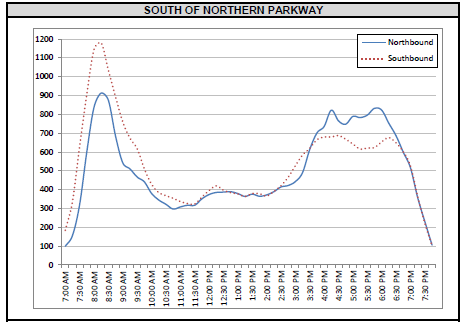 SOUTH OF NORTHERN PARKWAY
1200
1100
1000
900
800
700
600
500
400
300
200
100
0
Northbound
Southbound
7:00 AM
7:30 AM
8:00 AM
8:30 AM
9:00 AM
9:30 AM
10:00 AM
10:30 AM
11:00 AM
11:30 AM
12:00 PM
12:30 PM
1:00 PM
1:30 PM
2:00 PM
2:30 PM
3:00 PM
3:30 PM
4:00 PM
4:30 PM
5:00 PM
5:30 PM
6:00 PM
6:30 PM
7:00 PM
7:30 PM